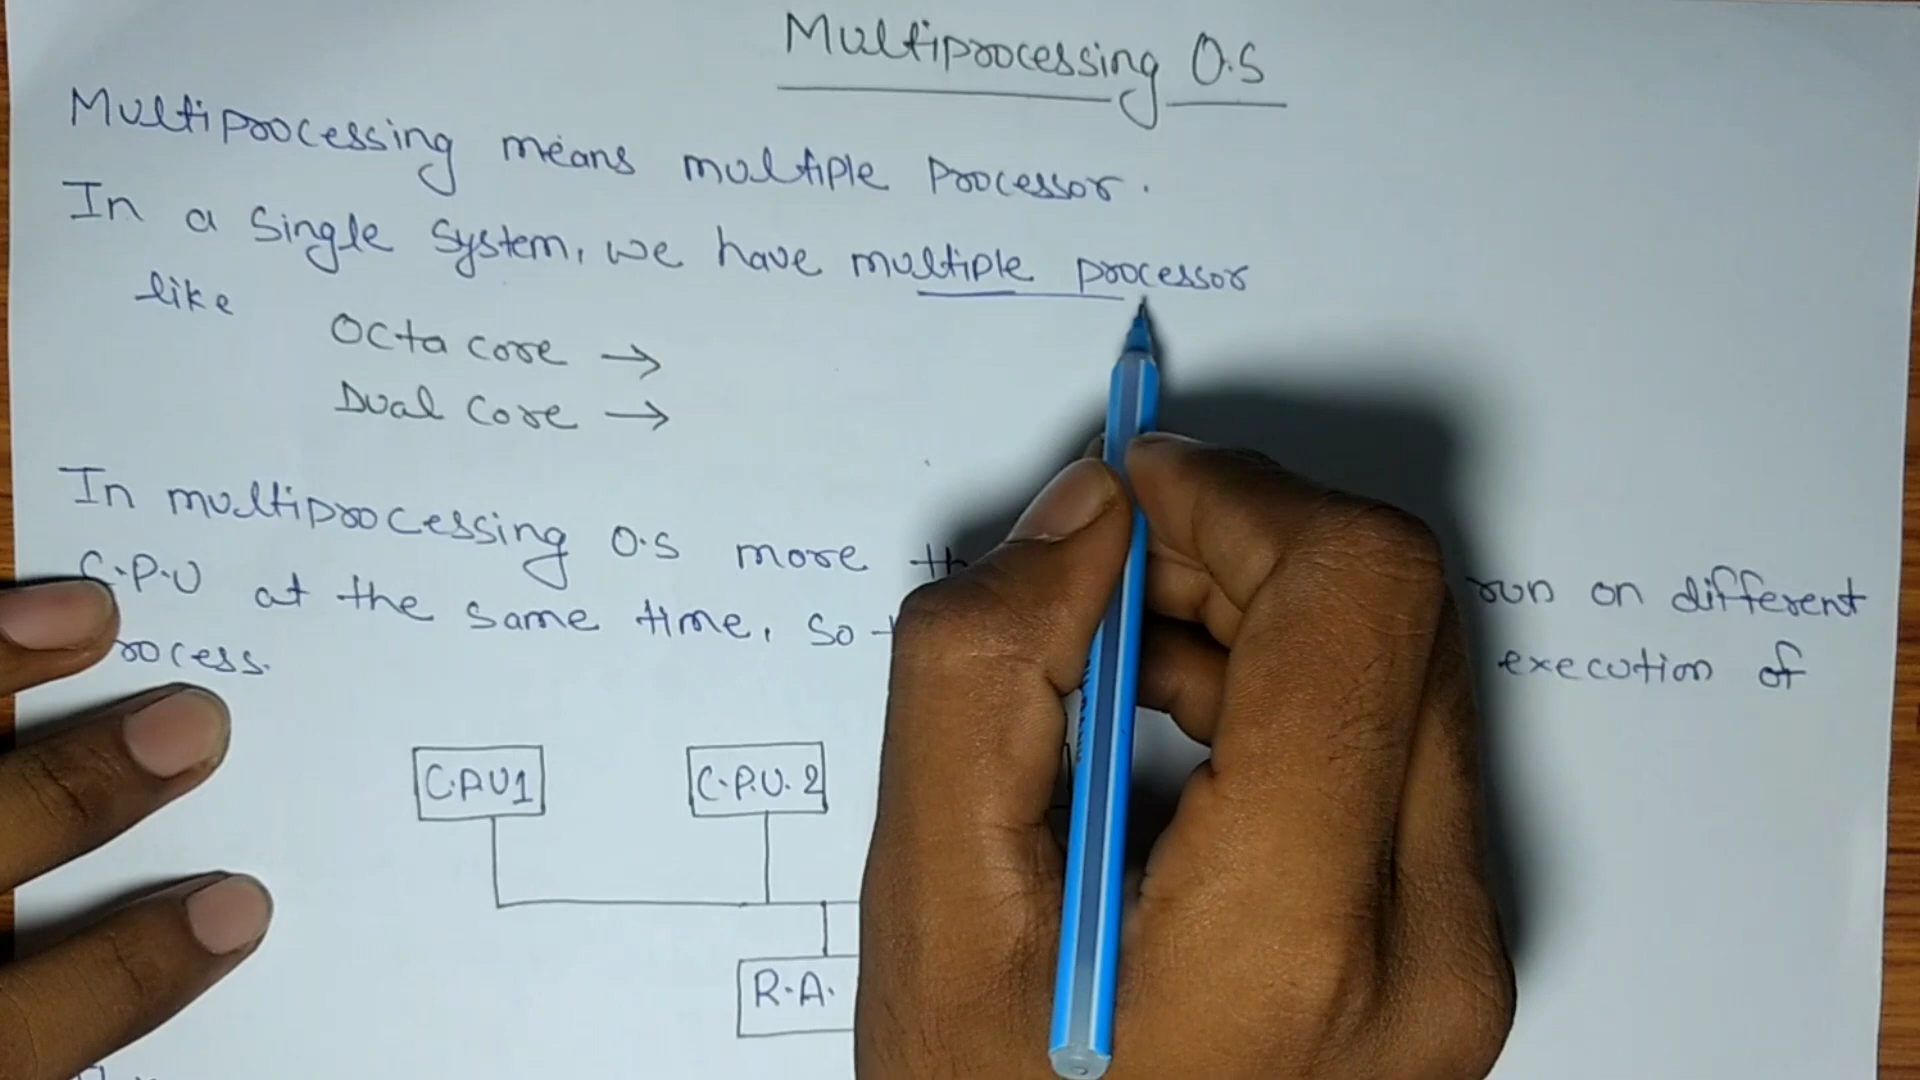 Multiprocessing O.S
Multiprocessing means multiple Processor.
In a Single System, we have multiple processor
like
Octa core →
Dual Core →
In multiprocessing O.S more run on different
C.P.U at the same time, so execution of
rocess.
C.P.U1 C.P.U.2
R.A.